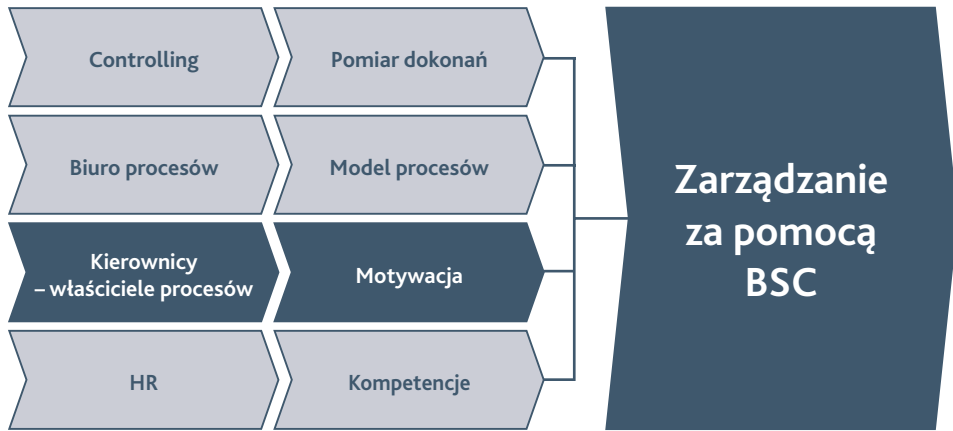 Controlling
Pomiar dokonań
Biuro procesów
Model procesów
Kierownicy
– właściciele procesów
Motywacja
HR
Kompetencje
Zarządzanie
za pomocą
BSC